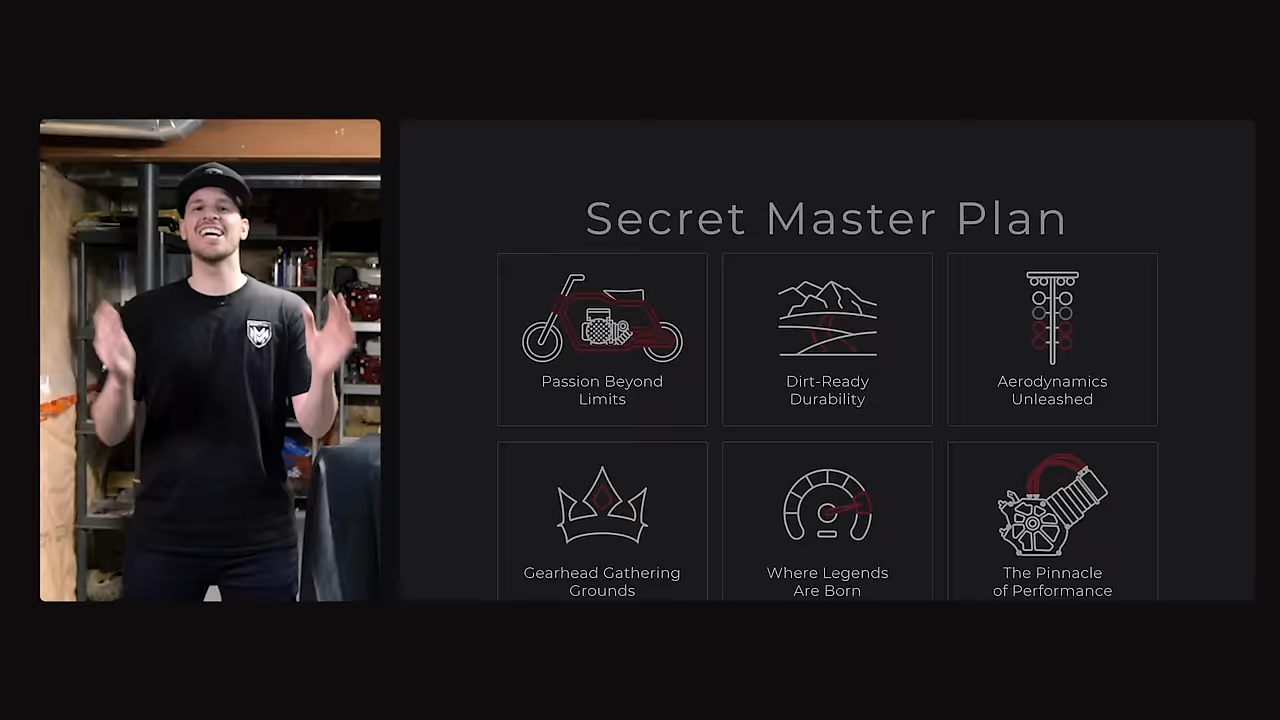 Secret Master Plan
Passion Beyond
Limits
Dirt-Ready
Durability
Aerodynamics
Unleashed
Gearhead Gathering
Grounds
Where Legends
Are Born
The Pinnacle
of Performance